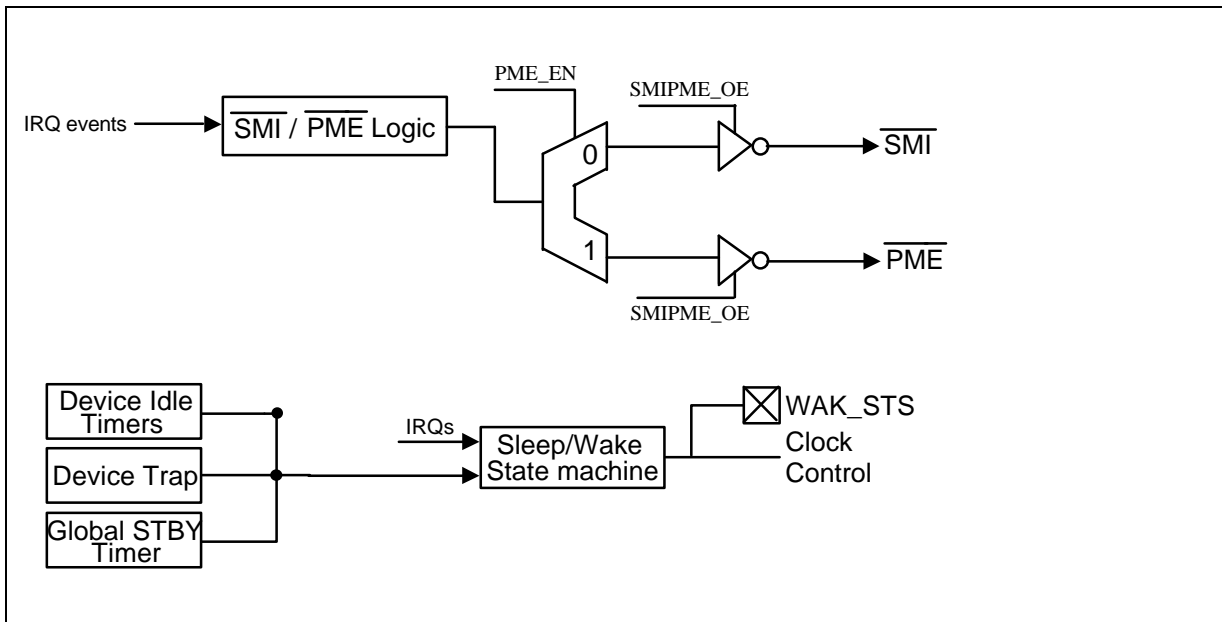 PME_EN
SMIPME_OE
IRQ events
SMI / PME Logic
0
SMI
1
PME
SMIPME_OE
Device Idle
Timers
WAK_STS
IRQs
Sleep/Wake
State machine
Clock
Control
Device Trap
Global STBY
Timer